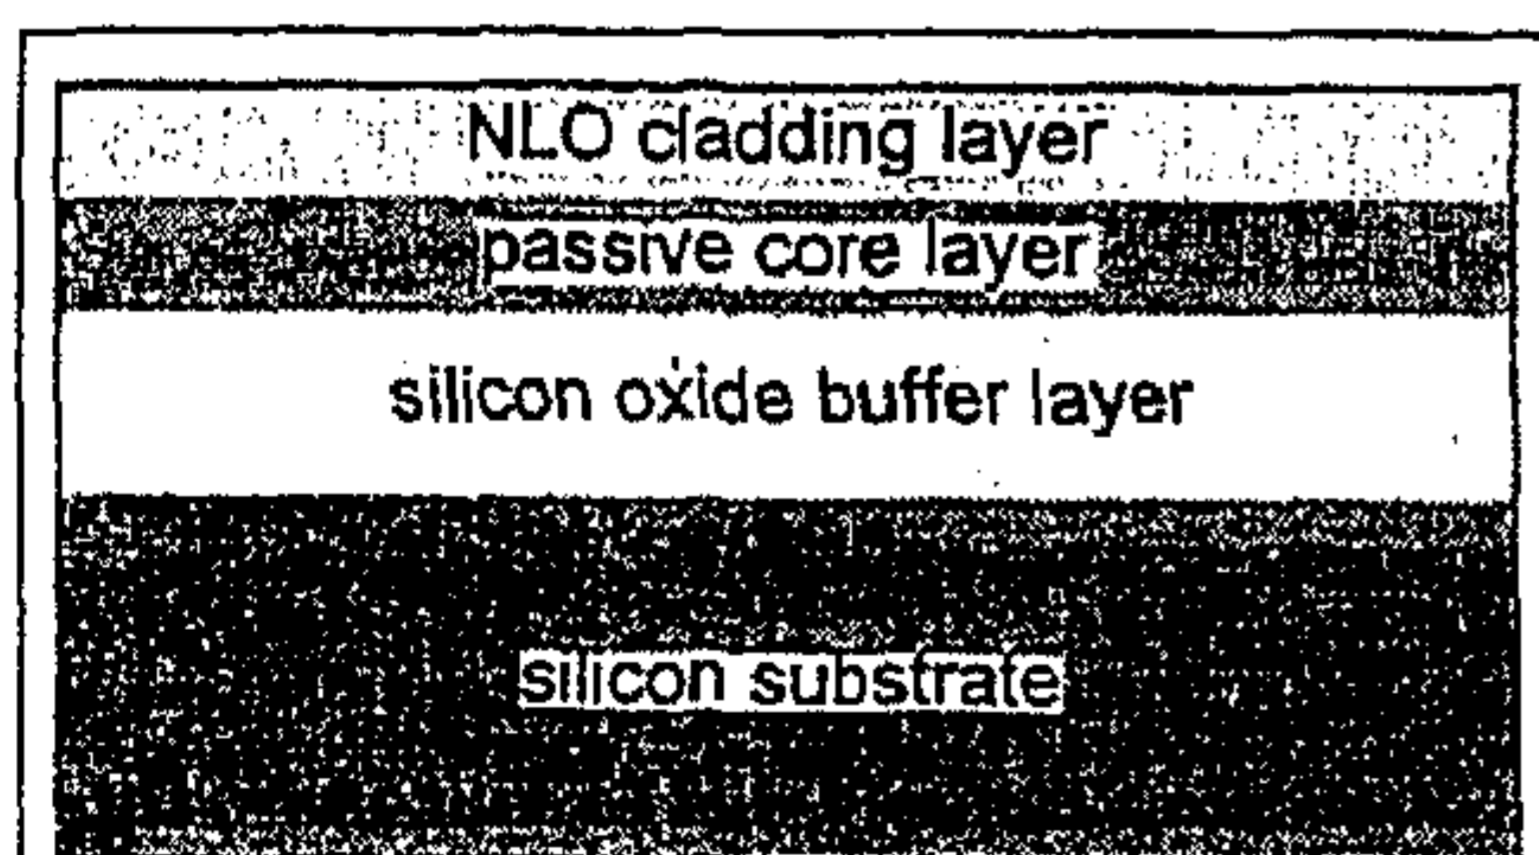 NLO cladding layer
passive core layer
silicon oxide buffer layer
silicon substrate